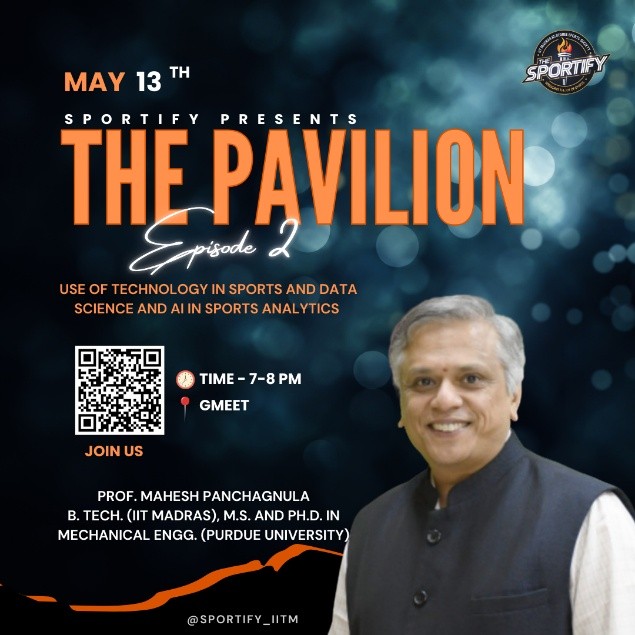 THE
SPORTIFY
MAY 13 TH
SPORTIFY PRESENTS
THE PAVILION
Episode 2
USE OF TECHNOLOGY IN SPORTS AND DATA
SCIENCE AND AI IN SPORTS ANALYTICS
TIME - 7-8 PM
GMEET
JOIN US
PROF. MAHESH PANCHAGNULA
B. TECH. (IIT MADRAS), M.S. AND PH.D. IN
MECHANICAL ENGG. (PURDUE UNIVERSITY)
@SPORTIFY_IITM